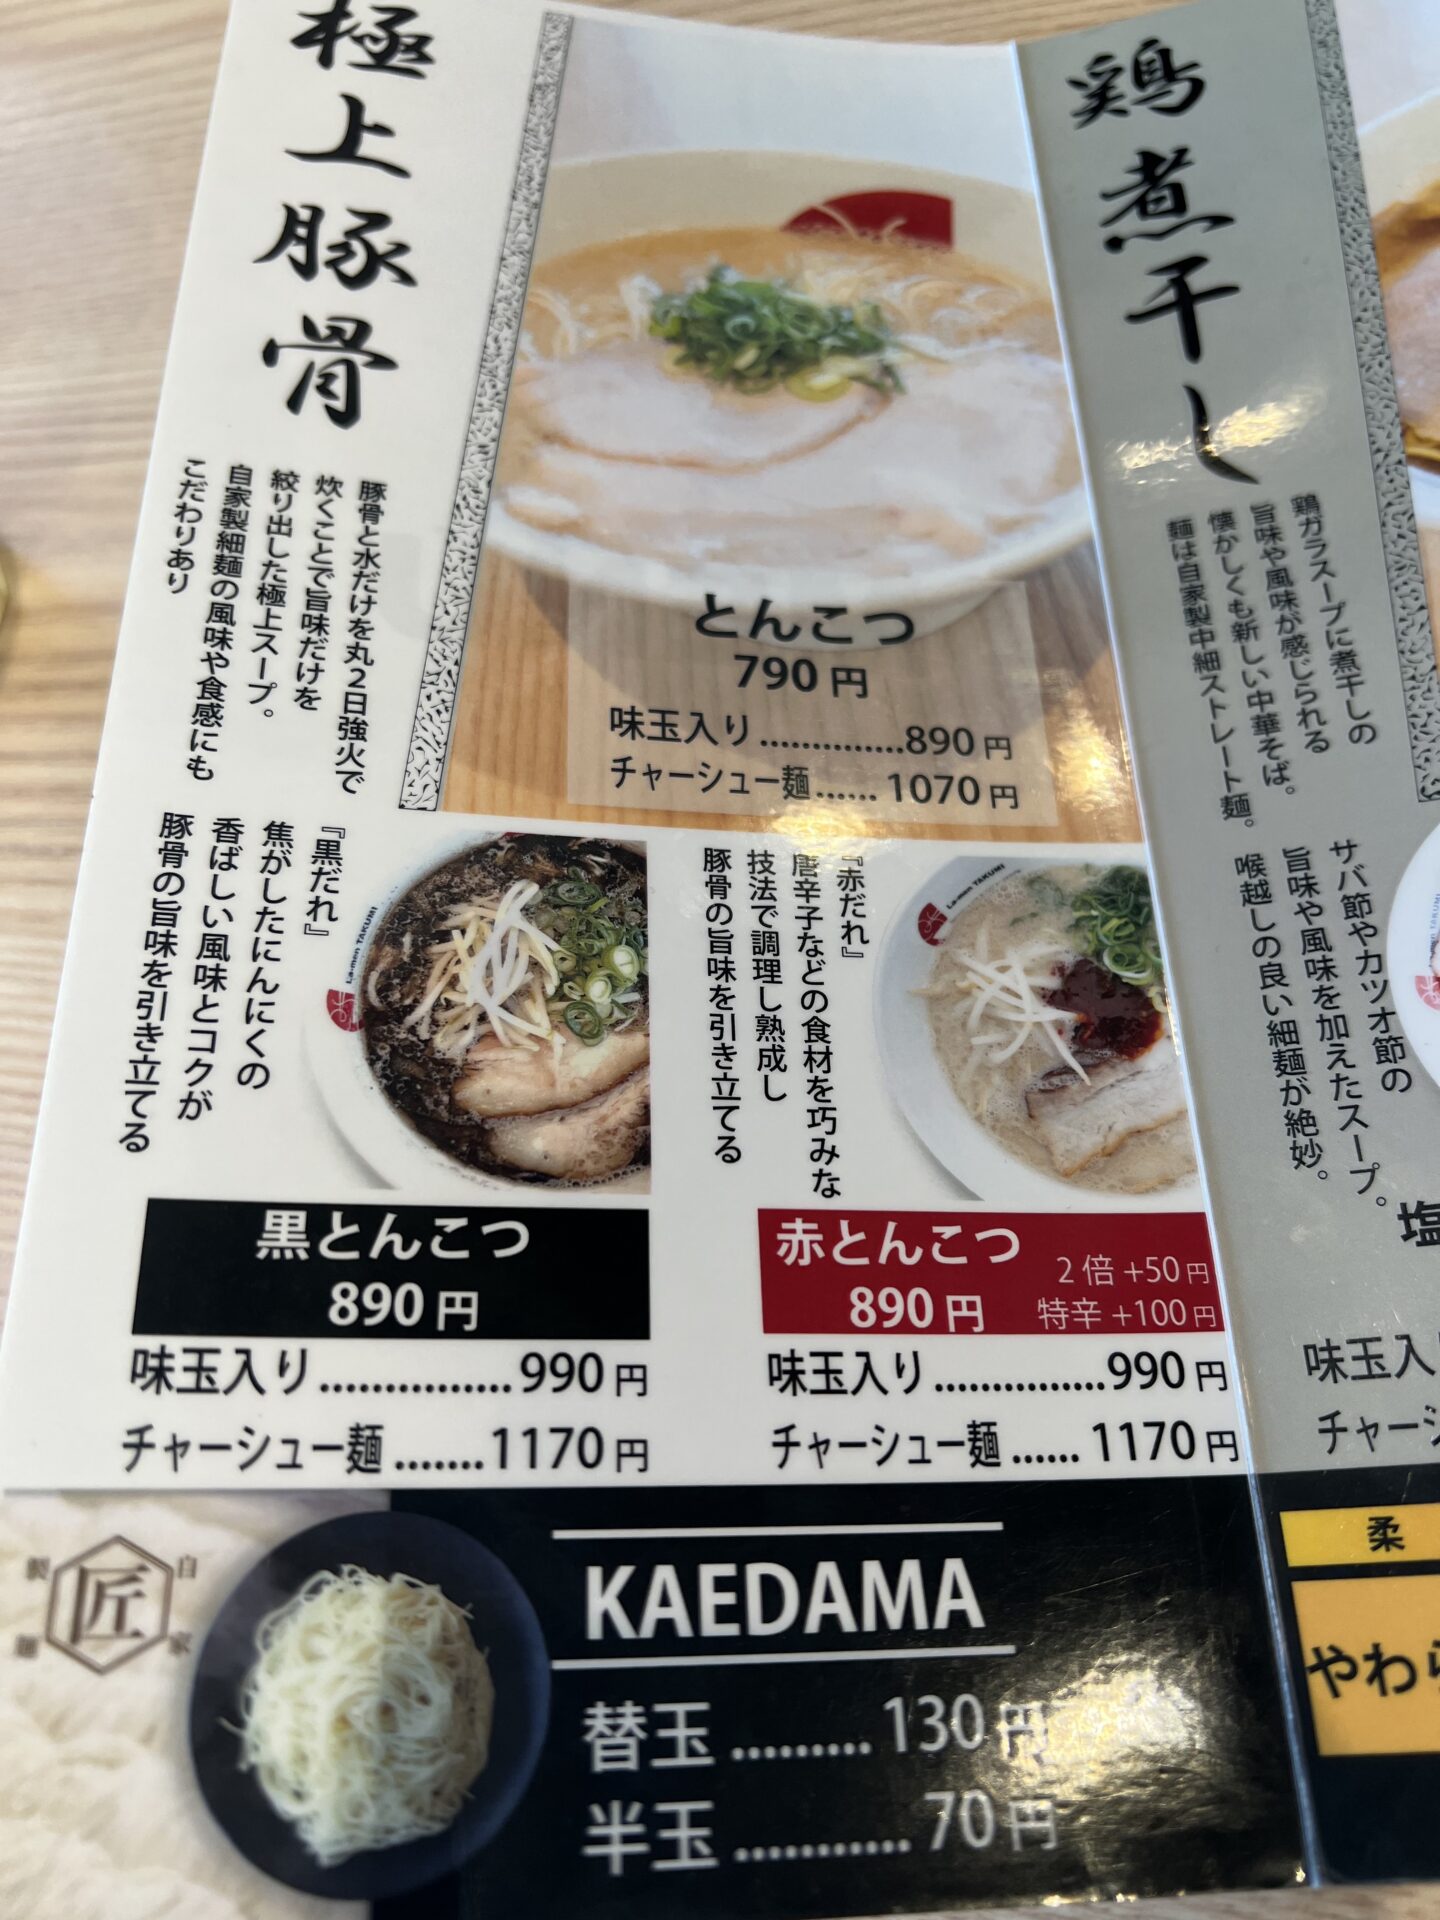 極上豚骨
豚骨と水だけを丸2日強火で
炊くことで旨味だけを
絞り出した極上スープ。
自家製細麺の風味や食感にも
こだわりあり
とんこつ
790円
味玉入り..............890円
チャーシュー麺...... 1070円
『黒だれ』
焦がしたにんにくの
香ばしい風味とコクが
豚骨の旨味を引き立てる
La-men TAKUMI
黒とんこつ
890円
味玉入り................990円
チャーシュー麺........1170円
『赤だれ』
唐辛子などの食材を巧みな
技法で調理し熟成し
豚骨の旨味を引き立てる
La-men TAKUMI
赤とんこつ
890円
2倍 +50円
特辛 +100円
味玉入り................990円
チャーシュー麺...... 1170円
鶏煮干し
鶏ガラスープに煮干しの
旨味や風味が感じられる
懐かしくも新しい中華そば。
麺は自家製中細ストレート麺。
サバ節やカツオ節の
旨味や風味を加えたスープ。
喉越しの良い細麺が絶妙。
塩
味玉入
チャー
自家製麺
匠
KAEDAMA
替玉.......... 130円
半玉............. 70円
柔
やわら